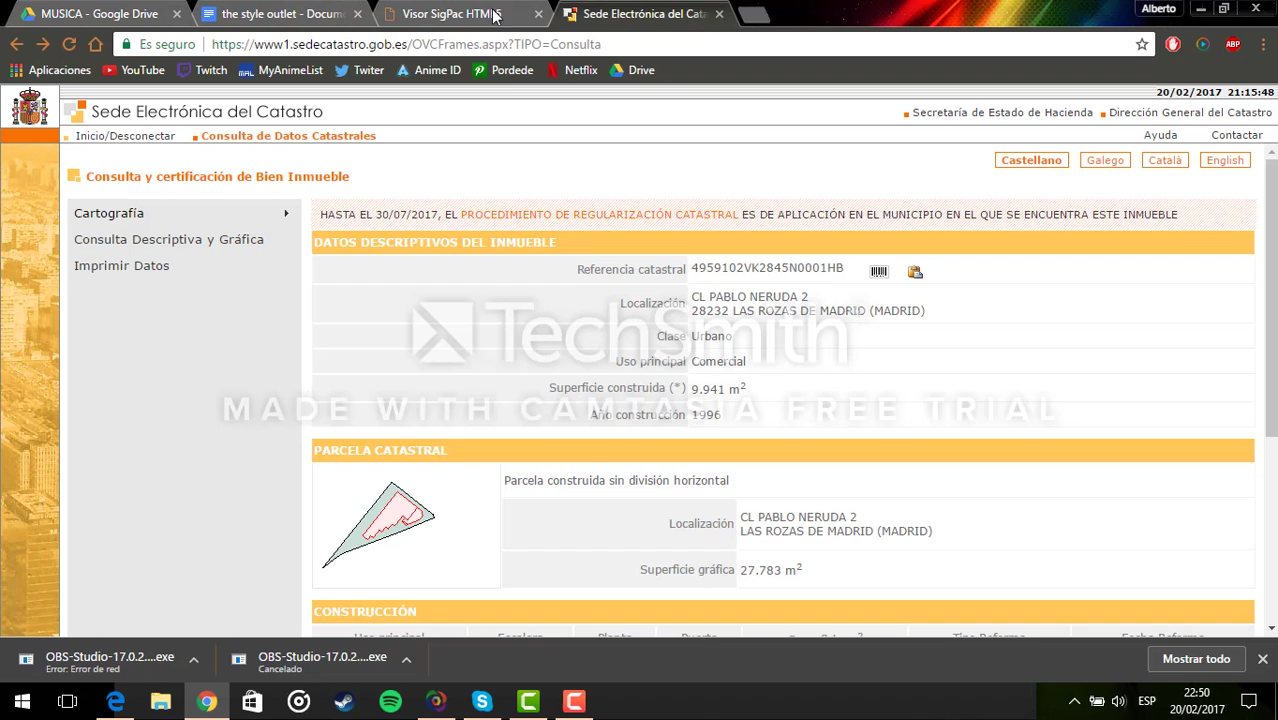 MUSICA - Google Drive
the style outlet - Docum
Visor SigPac HTML5
Sede Electrónica del Cat
Alberto
Es seguro
https://www1.sedecatastro.gob.es/OVCFrames.aspx?TIPO=Consulta
ABP
Aplicaciones
YouTube
Twitch
MAL
MyAnimeList
Twiter
Anime ID
Pordede
Netflix
Drive
20/02/2017 21:15:48
Sede Electrónica del Catastro
Secretaría de Estado de Hacienda
Dirección General del Catastro
Inicio/Desconectar
Consulta de Datos Catastrales
Ayuda
Contactar
Castellano
Galego
Català
English
Consulta y certificación de Bien Inmueble
Cartografía
Consulta Descriptiva y Gráfica
Imprimir Datos
HASTA EL 30/07/2017, EL PROCEDIMIENTO DE REGULARIZACIÓN CATASTRAL ES DE APLICACIÓN EN EL MUNICIPIO EN EL QUE SE ENCUENTRA ESTE INMUEBLE
DATOS DESCRIPTIVOS DEL INMUEBLE
Referencia catastral 4959102VK2845N0001HB
Localización CL PABLO NERUDA 2
28232 LAS ROZAS DE MADRID (MADRID)
Clase Urbano
Uso principal Comercial
Superficie construida (*) 9.941 m2
Año construcción 1996
TechSmith
MADE WITH CAMTASIA FREE TRIAL
PARCELA CATASTRAL
Parcela construida sin división horizontal
Localización CL PABLO NERUDA 2
LAS ROZAS DE MADRID (MADRID)
Superficie gráfica 27.783 m2
CONSTRUCCIÓN
OBS-Studio-17.0.2....exe
Error: Error de red
OBS-Studio-17.0.2....exe
Cancelado
Mostrar todo
ESP
22:50
20/02/2017